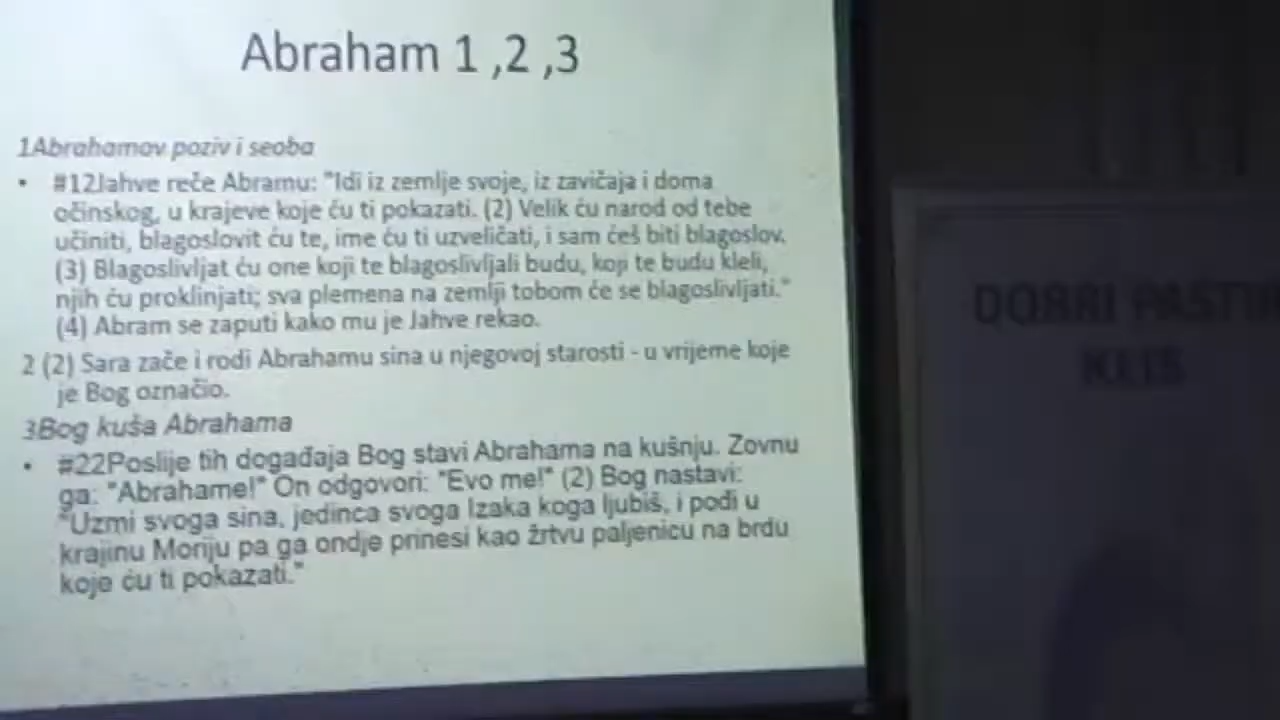 Abraham 1 ,2 ,3
1Abrahamov poziv i seoba
• #12Jahve reče Abramu: "Idi iz zemlje svoje, iz zavičaja i doma
očinskog, u krajeve koje ću ti pokazati. (2) Velik ću narod od tebe
učiniti, blagoslovit ću te, ime ću ti uzveličati, i sam ćeš biti blagoslov.
(3) Blagoslivljat ću one koji te blagoslivljali budu, koji te budu kleli,
njih ću proklinjati; sva plemena na zemlji tobom će se blagoslivljati."
(4) Abram se zaputi kako mu je Jahve rekao.
2 (2) Sara zače i rodi Abrahamu sina u njegovoj starosti - u vrijeme koje
je Bog označio.
3Bog kuša Abrahama
• #22Poslije tih događaja Bog stavi Abrahama na kušnju. Zovnu
ga: "Abrahame!" On odgovori: "Evo me!" (2) Bog nastavi:
"Uzmi svoga sina, jedinca svoga Izaka koga ljubiš, i pođi u
krajinu Moriju pa ga ondje prinesi kao žrtvu paljenicu na brdu
koje ću ti pokazati."
DOBRI PASTIR
KLIS